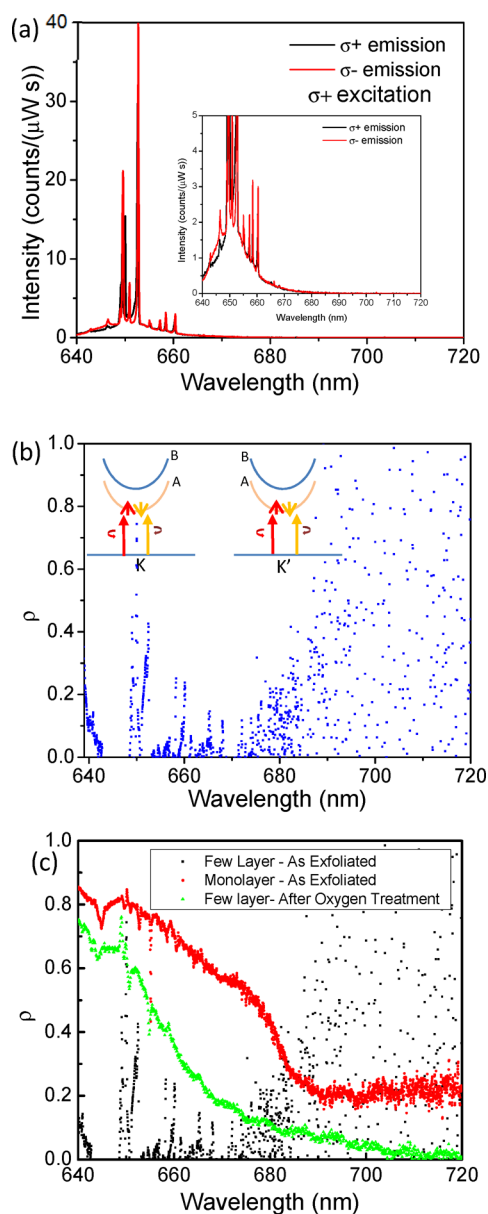 (a)
σ+ emission
σ- emission
σ+ excitation
Intensity (counts/(μW s))
40
30
20
10
0
640
660
680
700
720
Wavelength (nm)
σ+ emission
σ- emission
Intensity (counts/(μW s))
5
4
3
2
1
0
640
650
660
670
680
690
700
710
720
Wavelength (nm)
(b)
ρ
1.0
0.8
0.6
0.4
0.2
0.0
B
A
K
B
A
K'
640
660
680
700
720
Wavelength (nm)
(c)
Few Layer - As Exfoliated
Monolayer - As Exfoliated
Few layer- After Oxygen Treatment
ρ
1.0
0.8
0.6
0.4
0.2
0.0
640
660
680
700
720
Wavelength (nm)